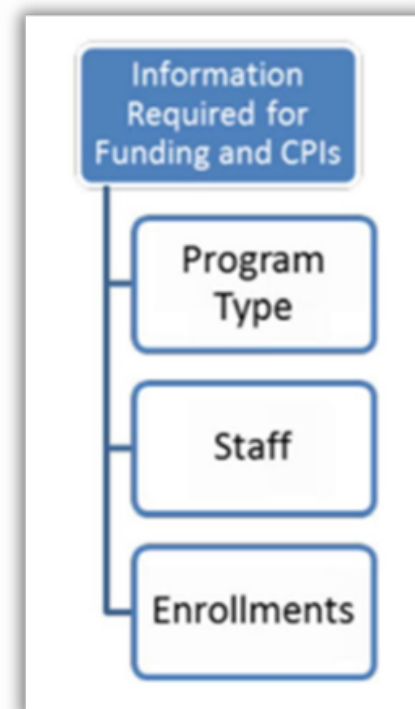 Information
Required for
Funding and CPIs
Program
Type
Staff
Enrollments